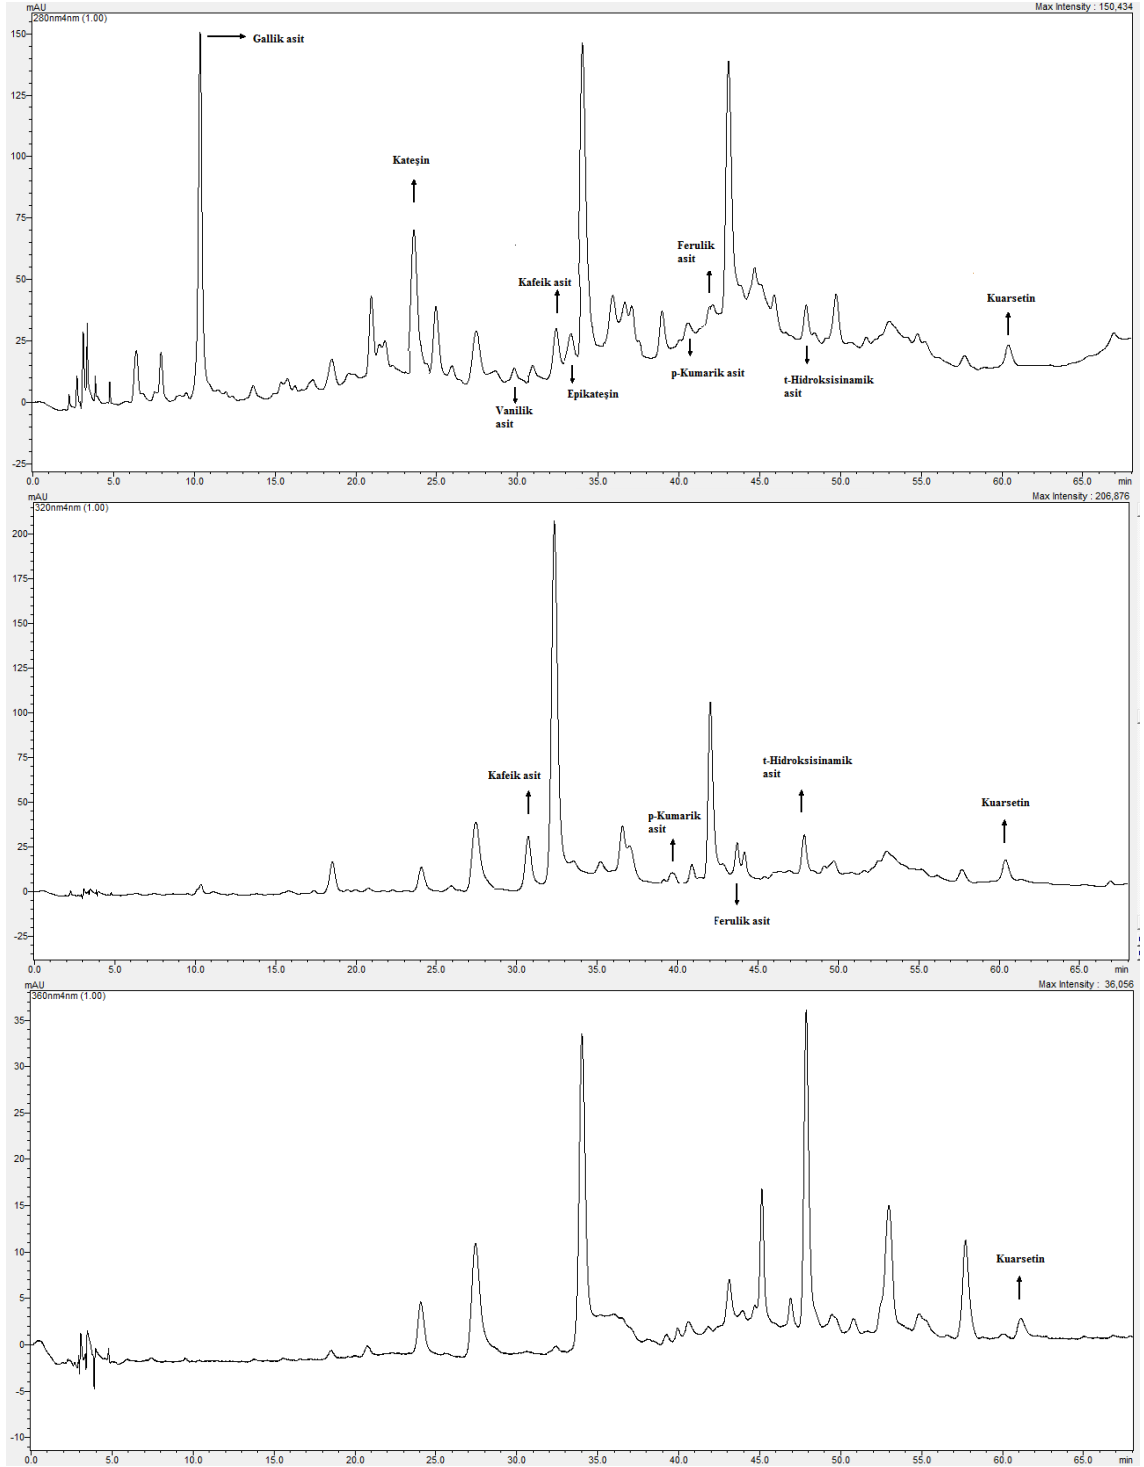 mAU
Max Intensity : 150,434
280nm4nm (1.00)
150
Gallik asit
125
100
Kateşin
75
Ferulik
asit
50
Kafeik asit
Kuarsetin
25
p-Kumarik asit
t-Hidroksisinamik
asit
Epikateşin
0
Vanilik
asit
-25
0.0 5.0 10.0 15.0 20.0 25.0 30.0 35.0 40.0 45.0 50.0 55.0 60.0 65.0 min
mAU
Max Intensity : 206,876
320nm4nm (1.00)
200
175
150
125
100
75
t-Hidroksisinamik
asit
Kafeik asit
50
p-Kumarik
asit
Kuarsetin
25
0
Ferulik asit
-25
0.0 5.0 10.0 15.0 20.0 25.0 30.0 35.0 40.0 45.0 50.0 55.0 60.0 65.0 min
mAU
Max Intensity : 36,056
360nm4nm (1.00)
35
30
25
20
15
10
Kuarsetin
5
0
-5
-10
0.0 5.0 10.0 15.0 20.0 25.0 30.0 35.0 40.0 45.0 50.0 55.0 60.0 65.0 min